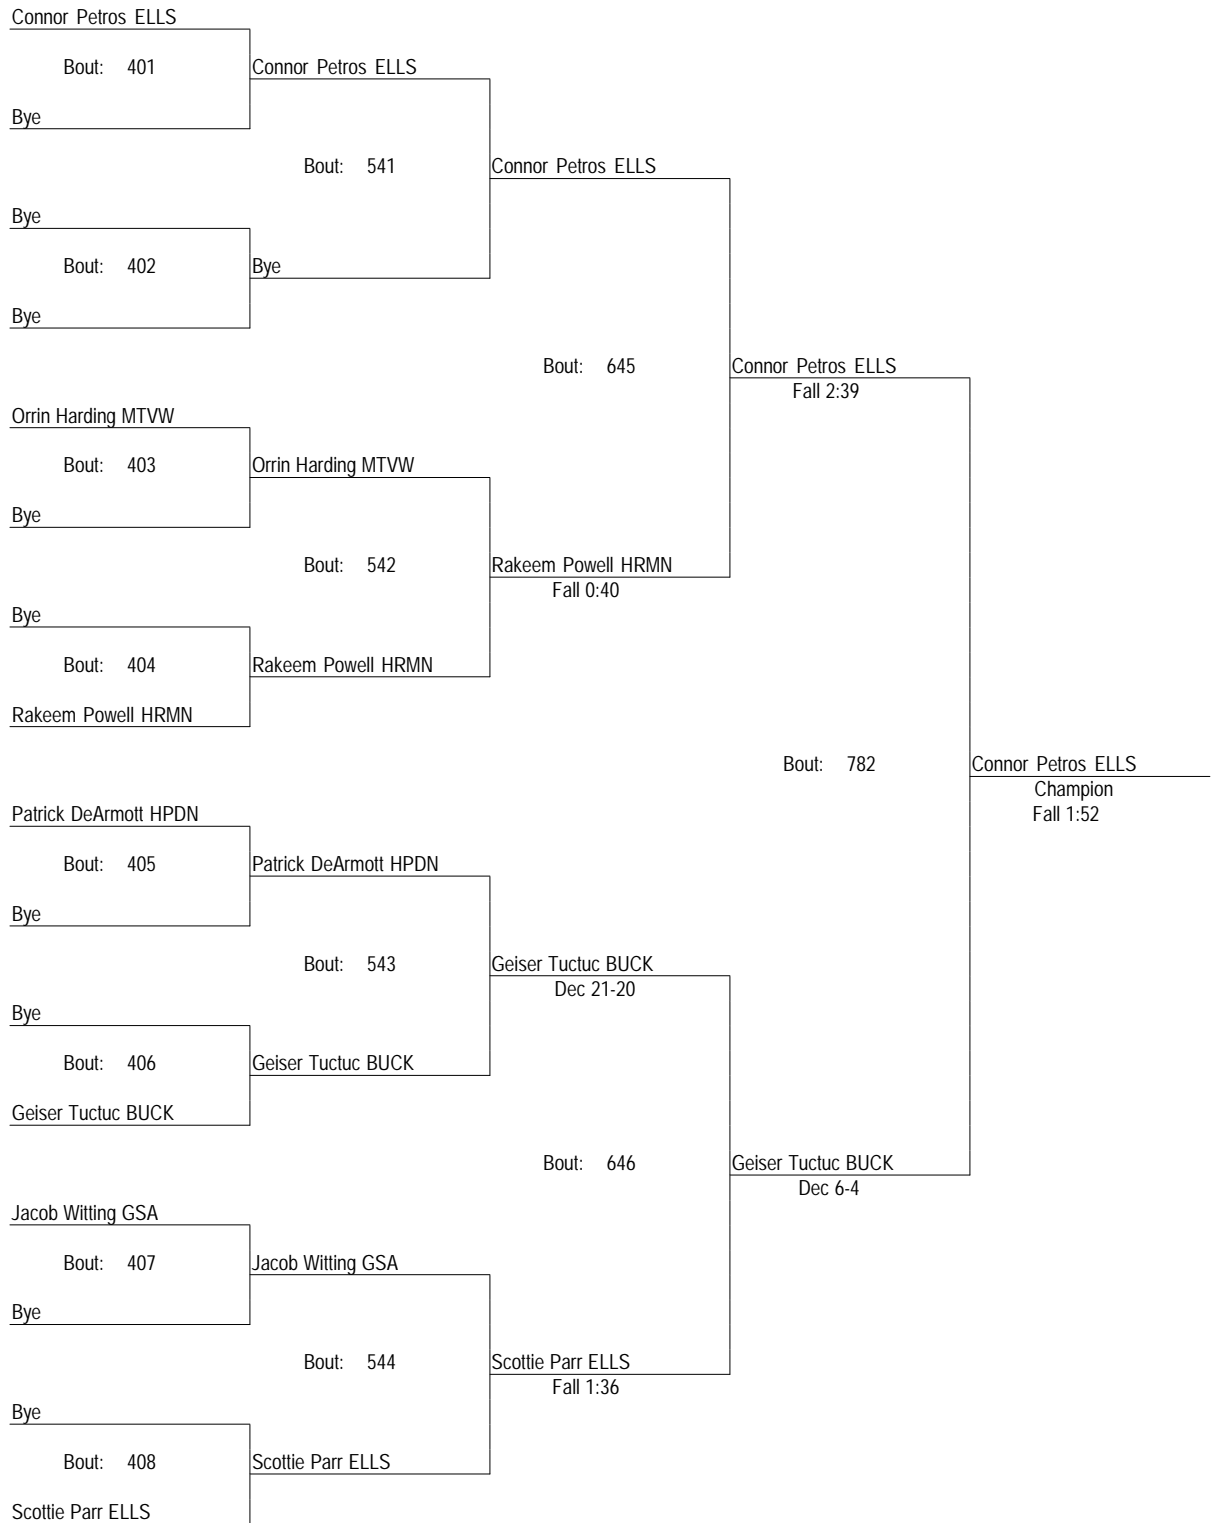 Connor Petros ELLS
Bout: 401 Connor Petros ELLS
Bye
Bout: 541 Connor Petros ELLS
Bye
Bout: 402 Bye
Bye
Bout: 645 Connor Petros ELLS
Fall 2:39
Orrin Harding MTVW
Bout: 403 Orrin Harding MTVW
Bye
Bout: 542 Rakeem Powell HRMN
Fall 0:40
Bye
Bout: 404 Rakeem Powell HRMN
Rakeem Powell HRMN
Bout: 782 Connor Petros ELLS
Champion
Patrick DeArmott HPDN Fall 1:52
Bout: 405 Patrick DeArmott HPDN
Bye
Bout: 543 Geiser Tuctuc BUCK
Dec 21-20
Bye
Bout: 406 Geiser Tuctuc BUCK
Geiser Tuctuc BUCK
Bout: 646 Geiser Tuctuc BUCK
Dec 6-4
Jacob Witting GSA
Bout: 407 Jacob Witting GSA
Bye
Bout: 544 Scottie Parr ELLS
Fall 1:36
Bye
Bout: 408 Scottie Parr ELLS
Scottie Parr ELLS